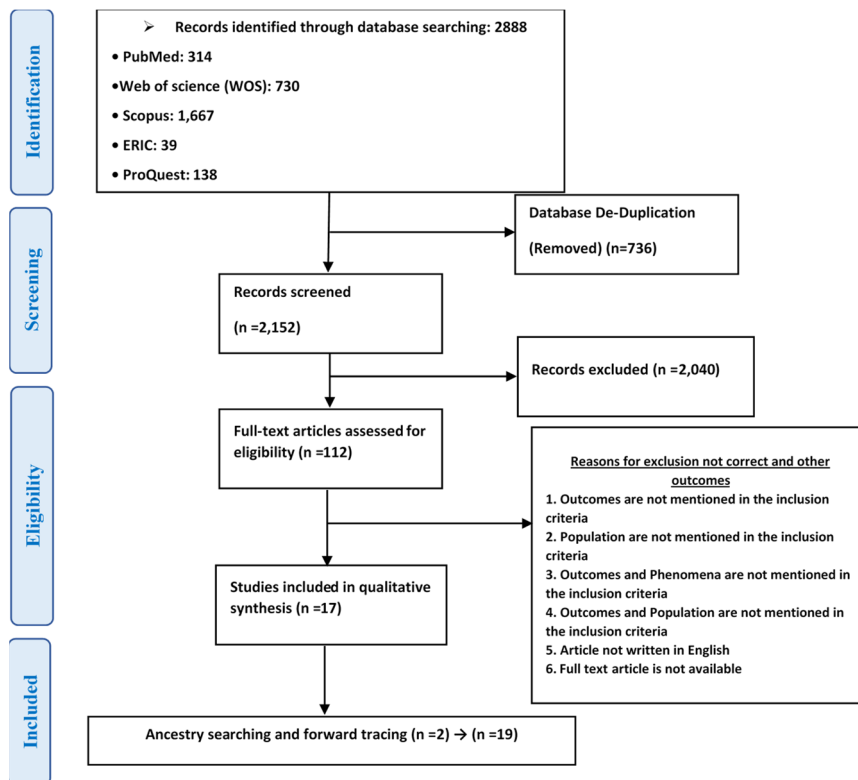 Identification
➢ Records identified through database searching: 2888
• PubMed: 314
•Web of science (WOS): 730
• Scopus: 1,667
• ERIC: 39
• ProQuest: 138
Screening
Database De-Duplication
(Removed) (n=736)
Records screened
(n =2,152)
Records excluded (n =2,040)
Eligibility
Full-text articles assessed for
eligibility (n =112)
Reasons for exclusion not correct and other
outcomes
1. Outcomes are not mentioned in the inclusion
criteria
2. Population are not mentioned in the inclusion
criteria
3. Outcomes and Phenomena are not mentioned in
the inclusion criteria
4. Outcomes and Population are not mentioned in
the inclusion criteria
5. Article not written in English
6. Full text article is not available
Studies included in qualitative
synthesis (n =17)
Included
Ancestry searching and forward tracing (n =2) → (n =19)